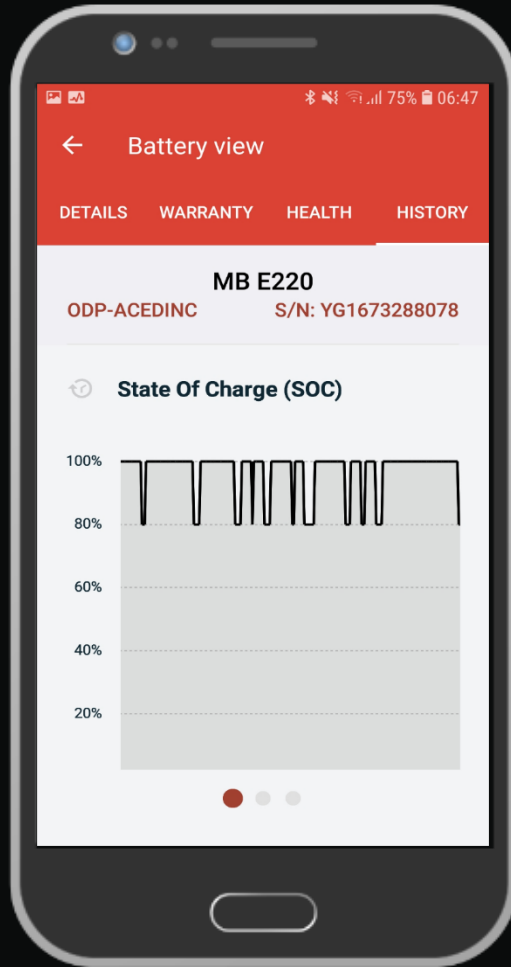 75% 06:47
Battery view
DETAILS WARRANTY HEALTH HISTORY
MB E220
ODP-ACEDINC S/N: YG1673288078
State Of Charge (SOC)
100%
80%
60%
40%
20%